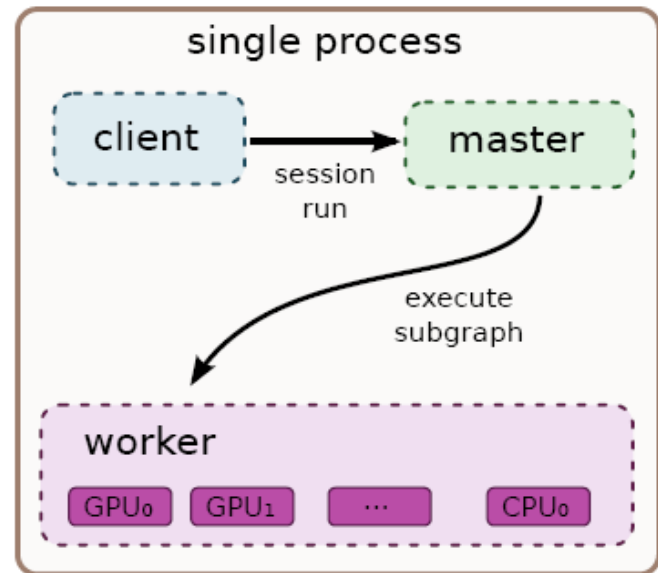 single process
client
master
session
run
execute
subgraph
worker
GPU₀ GPU₁ ... CPU₀